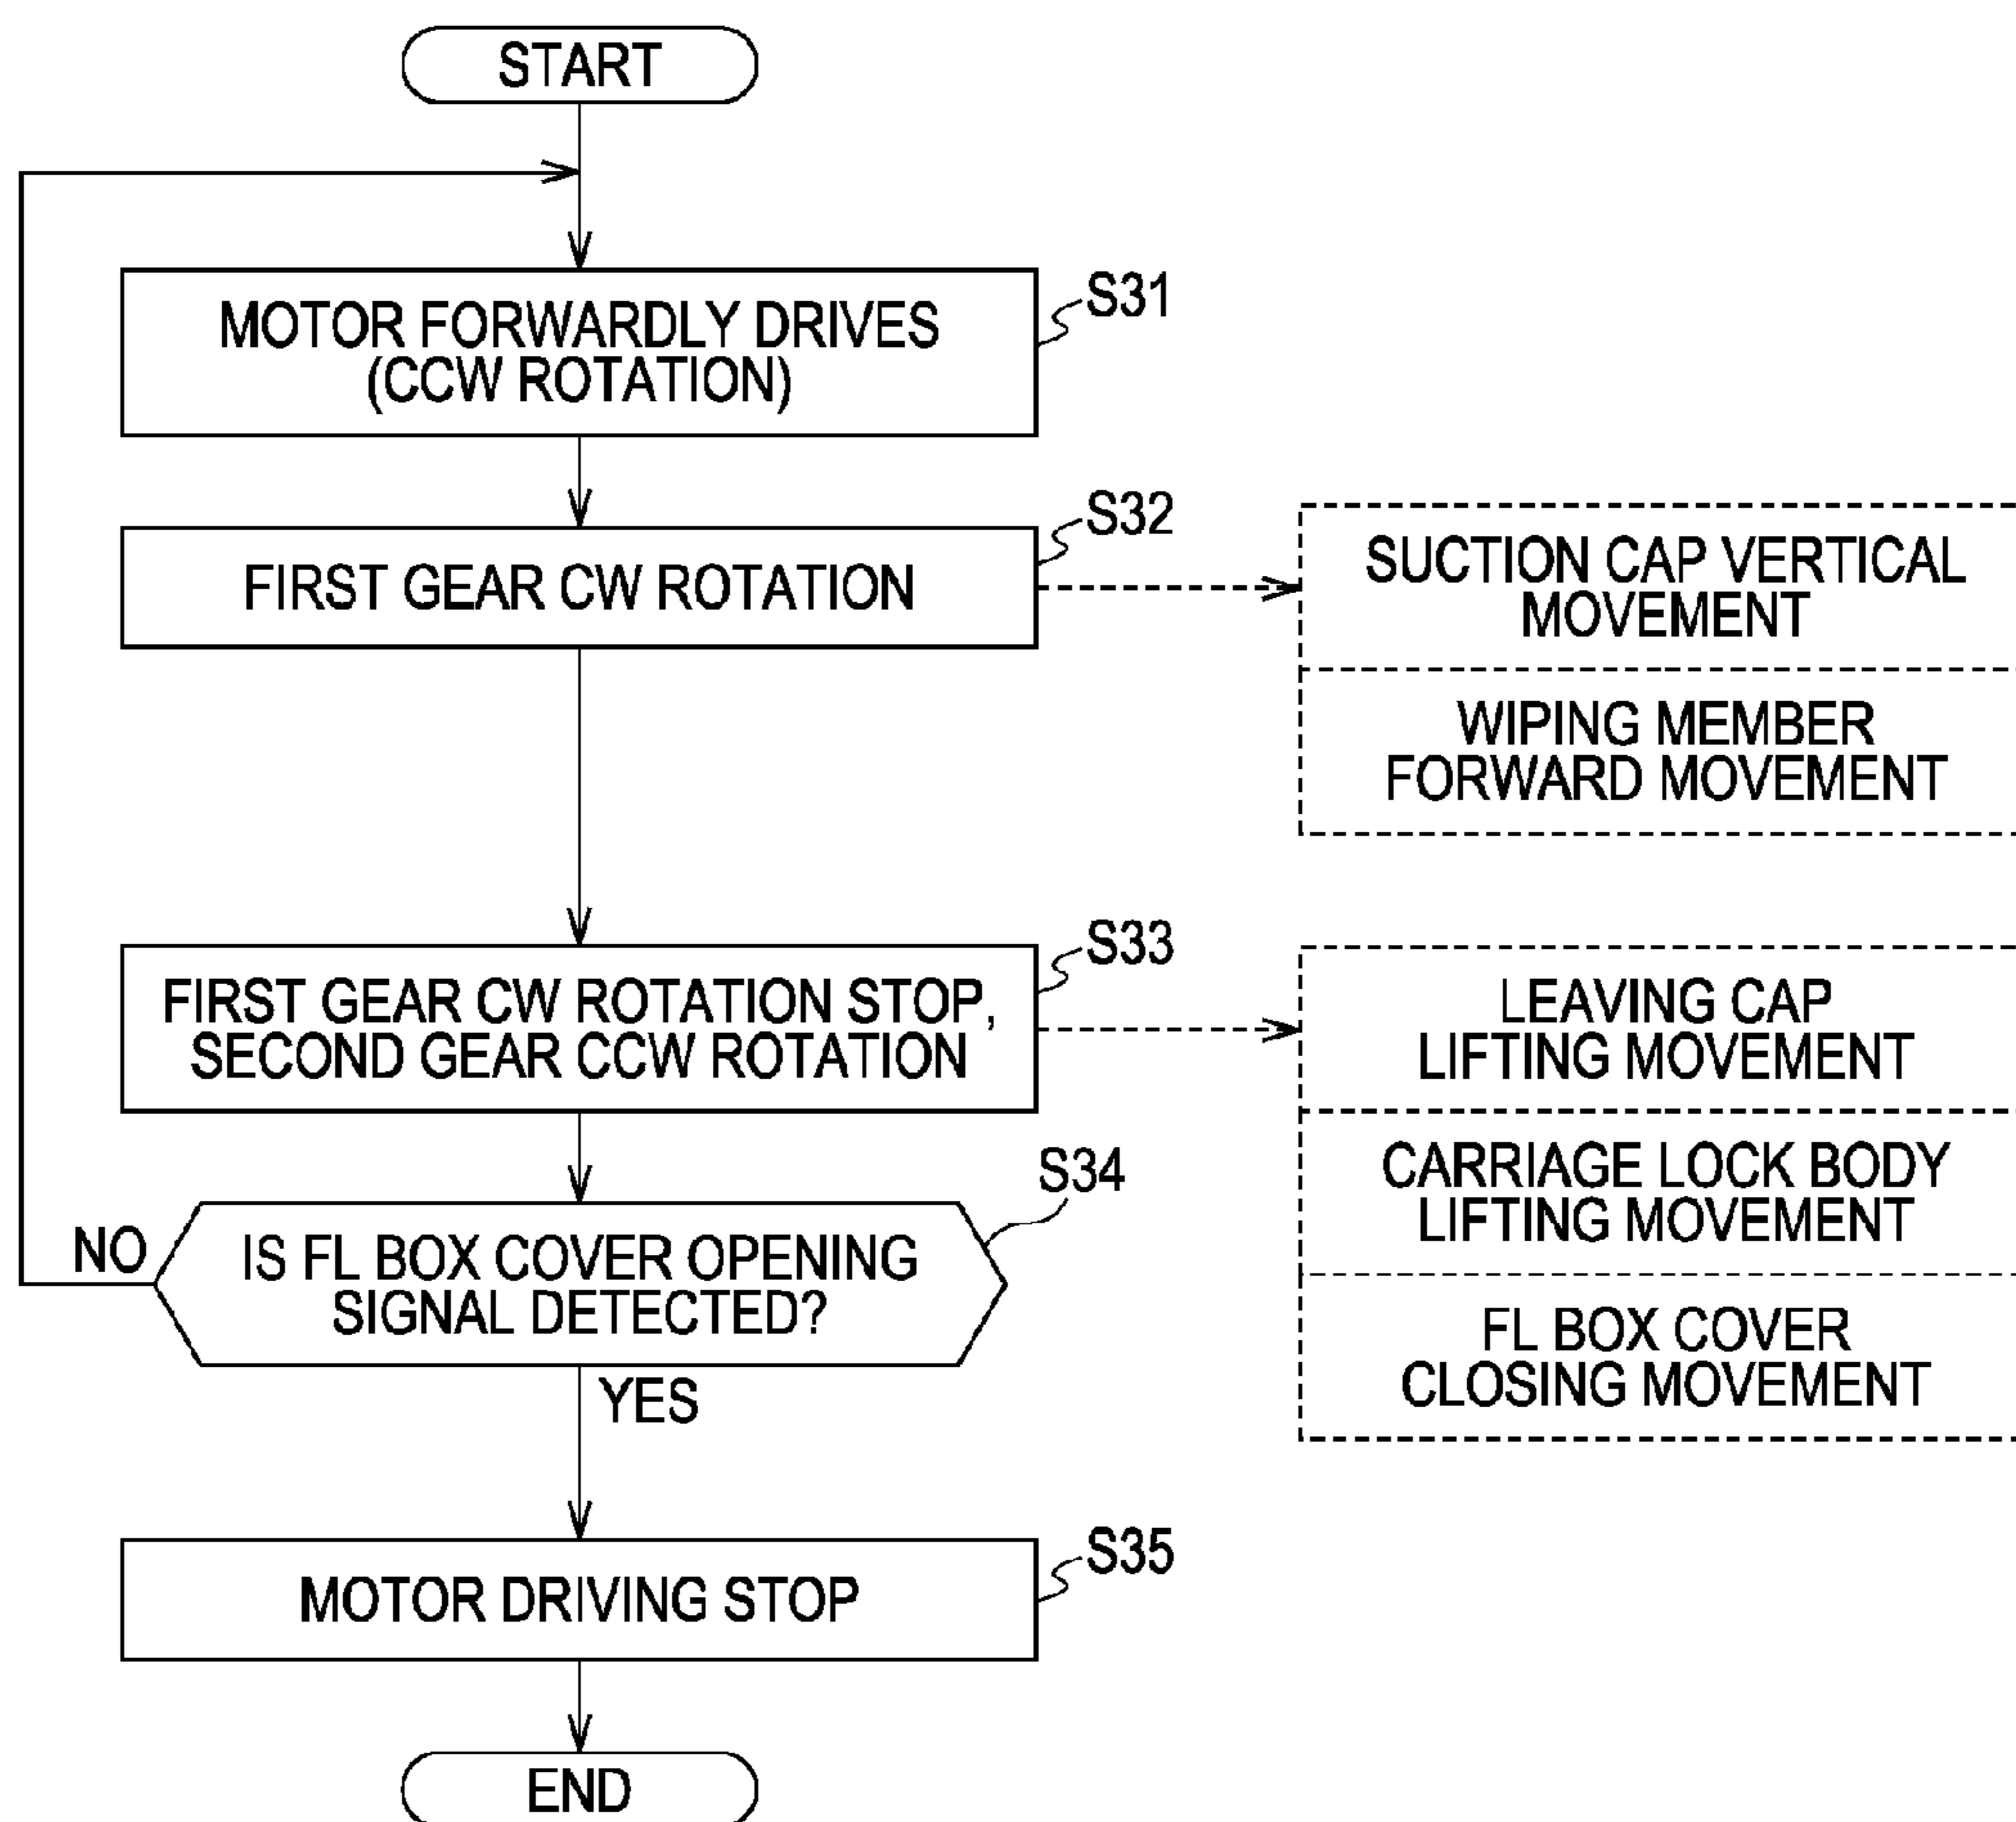 START
MOTOR FORWARDLY DRIVES
(CCW ROTATION)
S31
FIRST GEAR CW ROTATION
S32
SUCTION CAP VERTICAL
MOVEMENT
WIPING MEMBER
FORWARD MOVEMENT
FIRST GEAR CW ROTATION STOP,
SECOND GEAR CCW ROTATION
S33
LEAVING CAP
LIFTING MOVEMENT
CARRIAGE LOCK BODY
LIFTING MOVEMENT
FL BOX COVER
CLOSING MOVEMENT
IS FL BOX COVER OPENING
SIGNAL DETECTED?
S34
NO
YES
MOTOR DRIVING STOP
S35
END